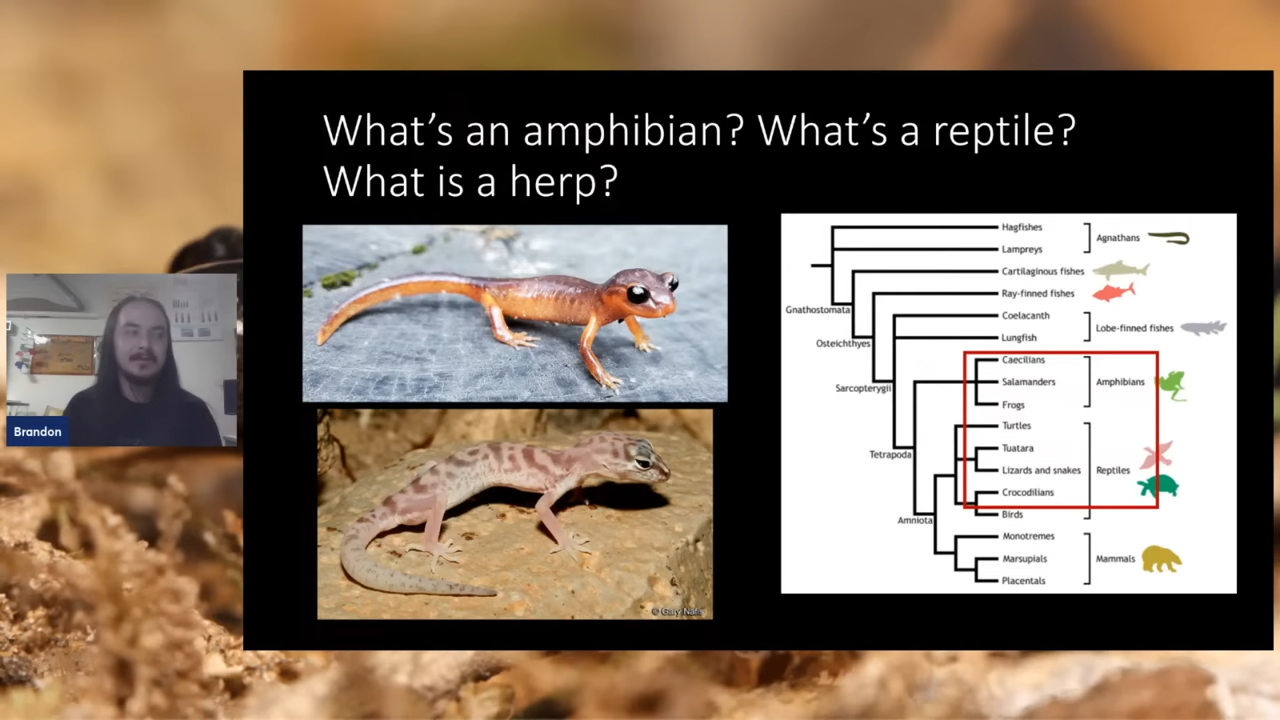 What's an amphibian? What's a reptile?
What is a herp?
Brandon
© Gary Nafis
Hagfishes
Agnathans
Lampreys
Cartilaginous fishes
Ray-finned fishes
Gnathostomata
Coelacanth
Lobe-finned fishes
Lungfish
Osteichthyes
Caecilians
Salamanders
Amphibians
Sarcopterygii
Frogs
Turtles
Tuatara
Tetrapoda
Lizards and snakes
Reptiles
Crocodilians
Birds
Amniota
Monotremes
Marsupials
Mammals
Placentals